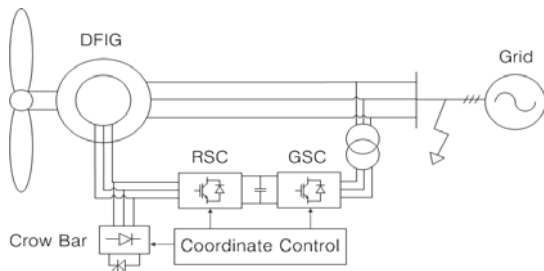 DFIG
Grid
RSC
GSC
Crow Bar
Coordinate Control